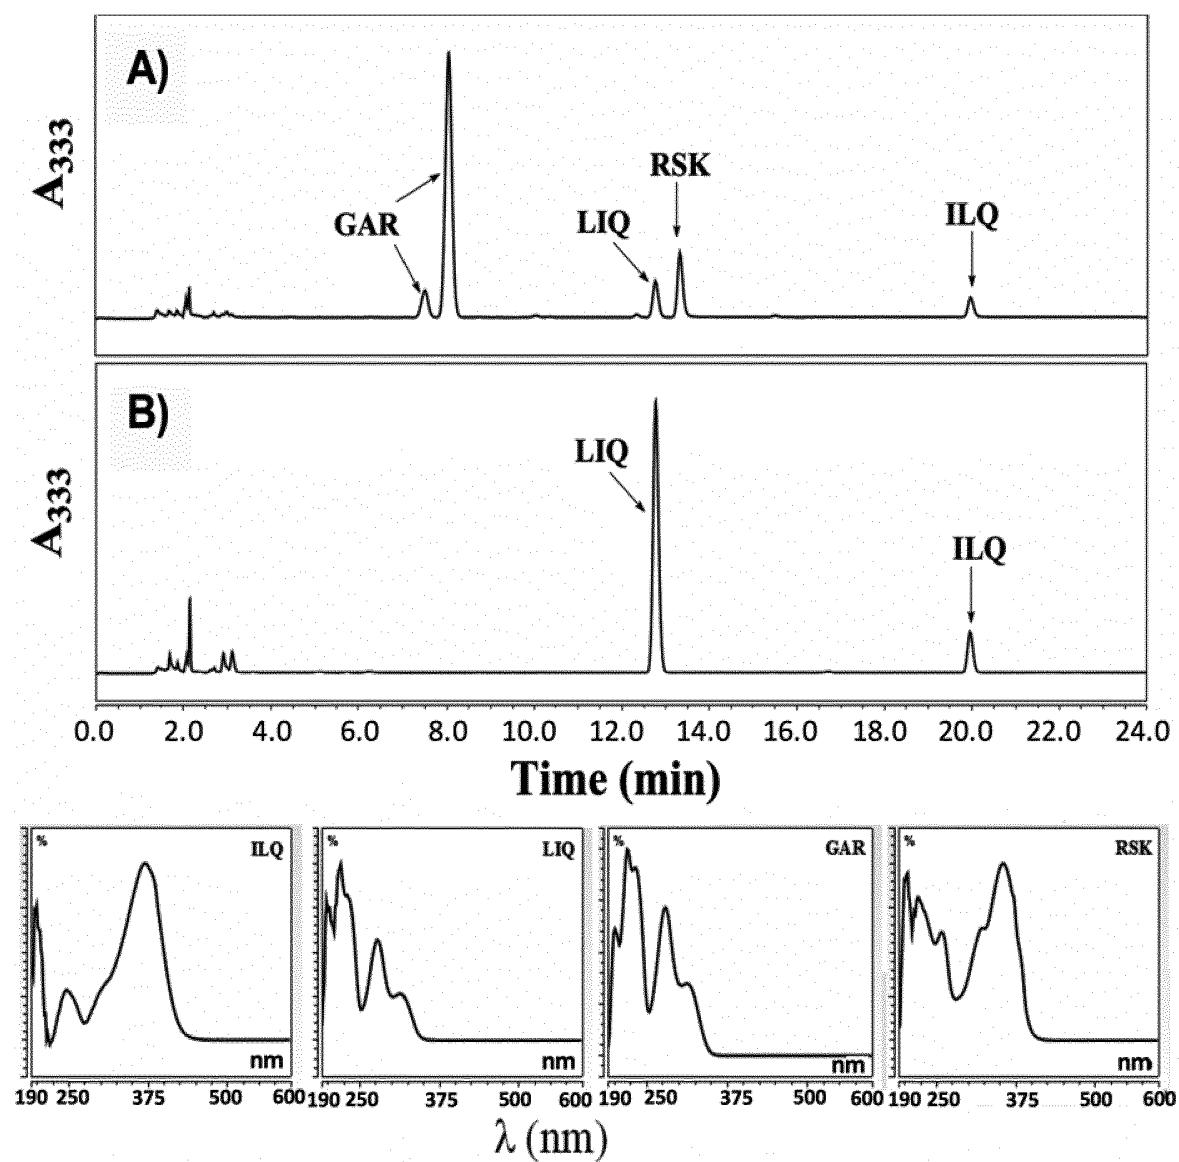 A)
A333
GAR
LIQ
RSK
ILQ
B)
A333
LIQ
ILQ
0.0 2.0 4.0 6.0 8.0 10.0 12.0 14.0 16.0 18.0 20.0 22.0 24.0
Time (min)
% ILQ
nm
190 250 375 500 600
% LIQ
nm
190 250 375 500 600
% GAR
nm
190 250 375 500 600
% RSK
nm
190 250 375 500 600
λ (nm)